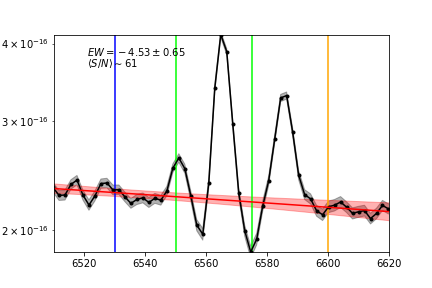 4 × 10⁻¹⁶
EW = −4.53 ± 0.65
⟨S/N⟩ ~ 61
3 × 10⁻¹⁶
2 × 10⁻¹⁶
6520 6540 6560 6580 6600 6620